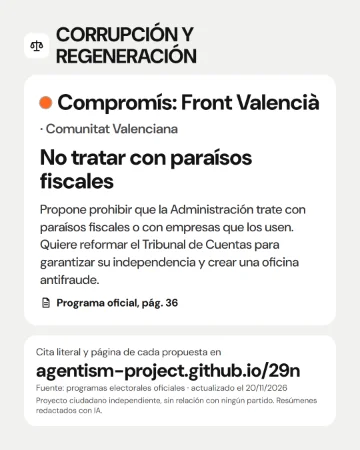 CORRUPCIÓN Y
REGENERACIÓN
Compromís: Front Valencià
· Comunitat Valenciana
No tratar con paraísos
fiscales
Propone prohibir que la Administración trate con
paraísos fiscales o con empresas que los usen.
Quiere reformar el Tribunal de Cuentas para
garantizar su independencia y crear una oficina
antifraude.
Programa oficial, pág. 36
Cita literal y página de cada propuesta en
agentism-project.github.io/29n
Fuente: programas electorales oficiales · actualizado el 20/11/2026
Proyecto ciudadano independiente, sin relación con ningún partido. Resúmenes
redactados con IA.